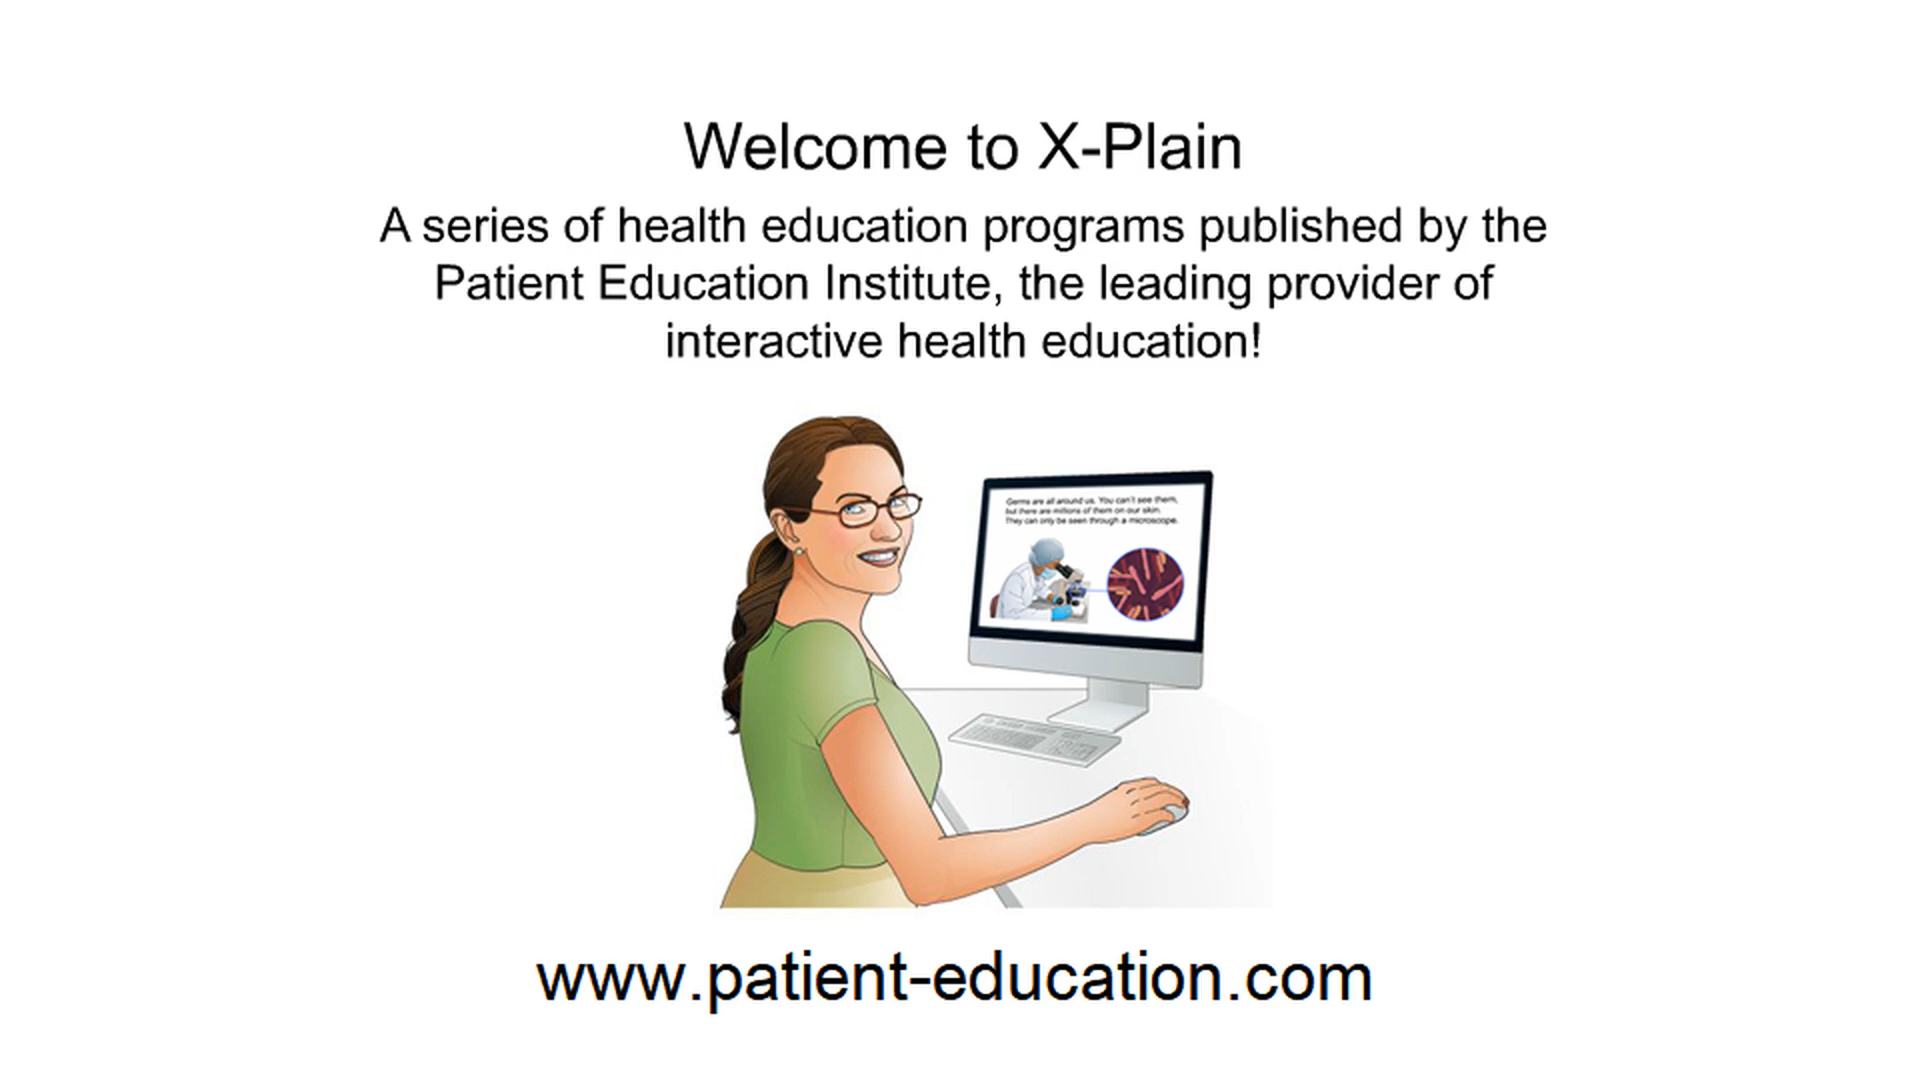 Welcome to X-Plain
A series of health education programs published by the
Patient Education Institute, the leading provider of
interactive health education!
Germs are all around us. You can't see them,
but there are millions of them on our skin.
They can only be seen through a microscope.
www.patient-education.com